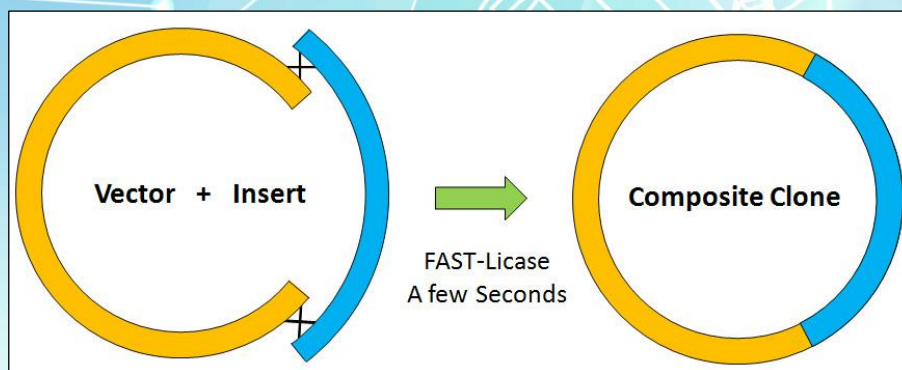 Vector + Insert
FAST-Licase
A few Seconds
Composite Clone